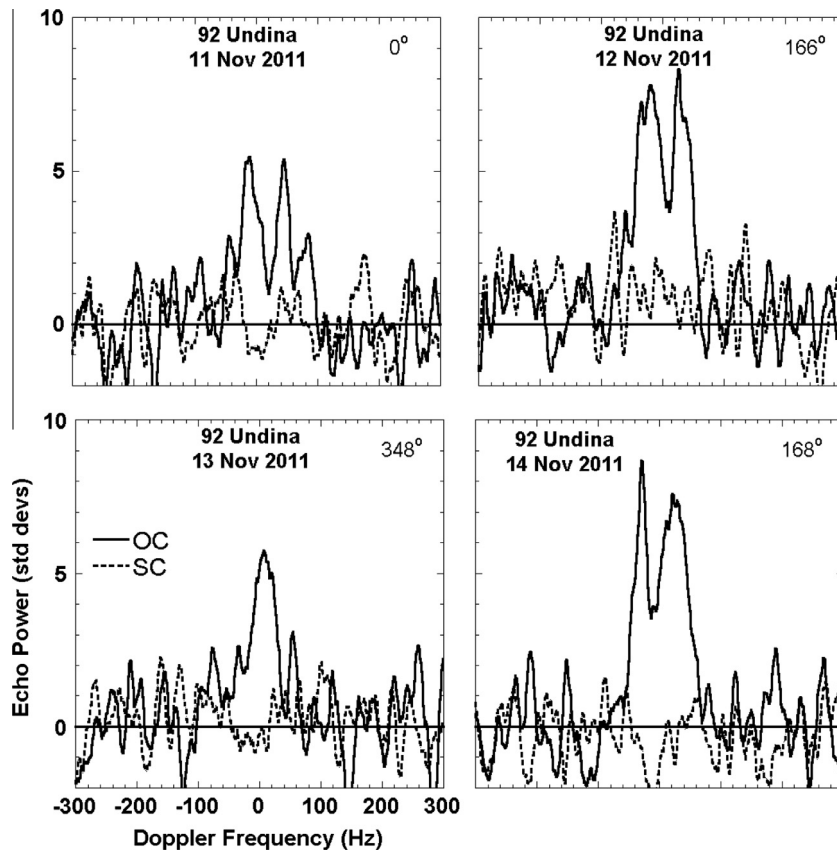 10
92 Undina
11 Nov 2011
0°
92 Undina
12 Nov 2011
166°
5
0
10
92 Undina
13 Nov 2011
348°
92 Undina
14 Nov 2011
168°
OC
SC
5
0
Echo Power (std devs)
-300 -200 -100 0 100 200 300
Doppler Frequency (Hz)